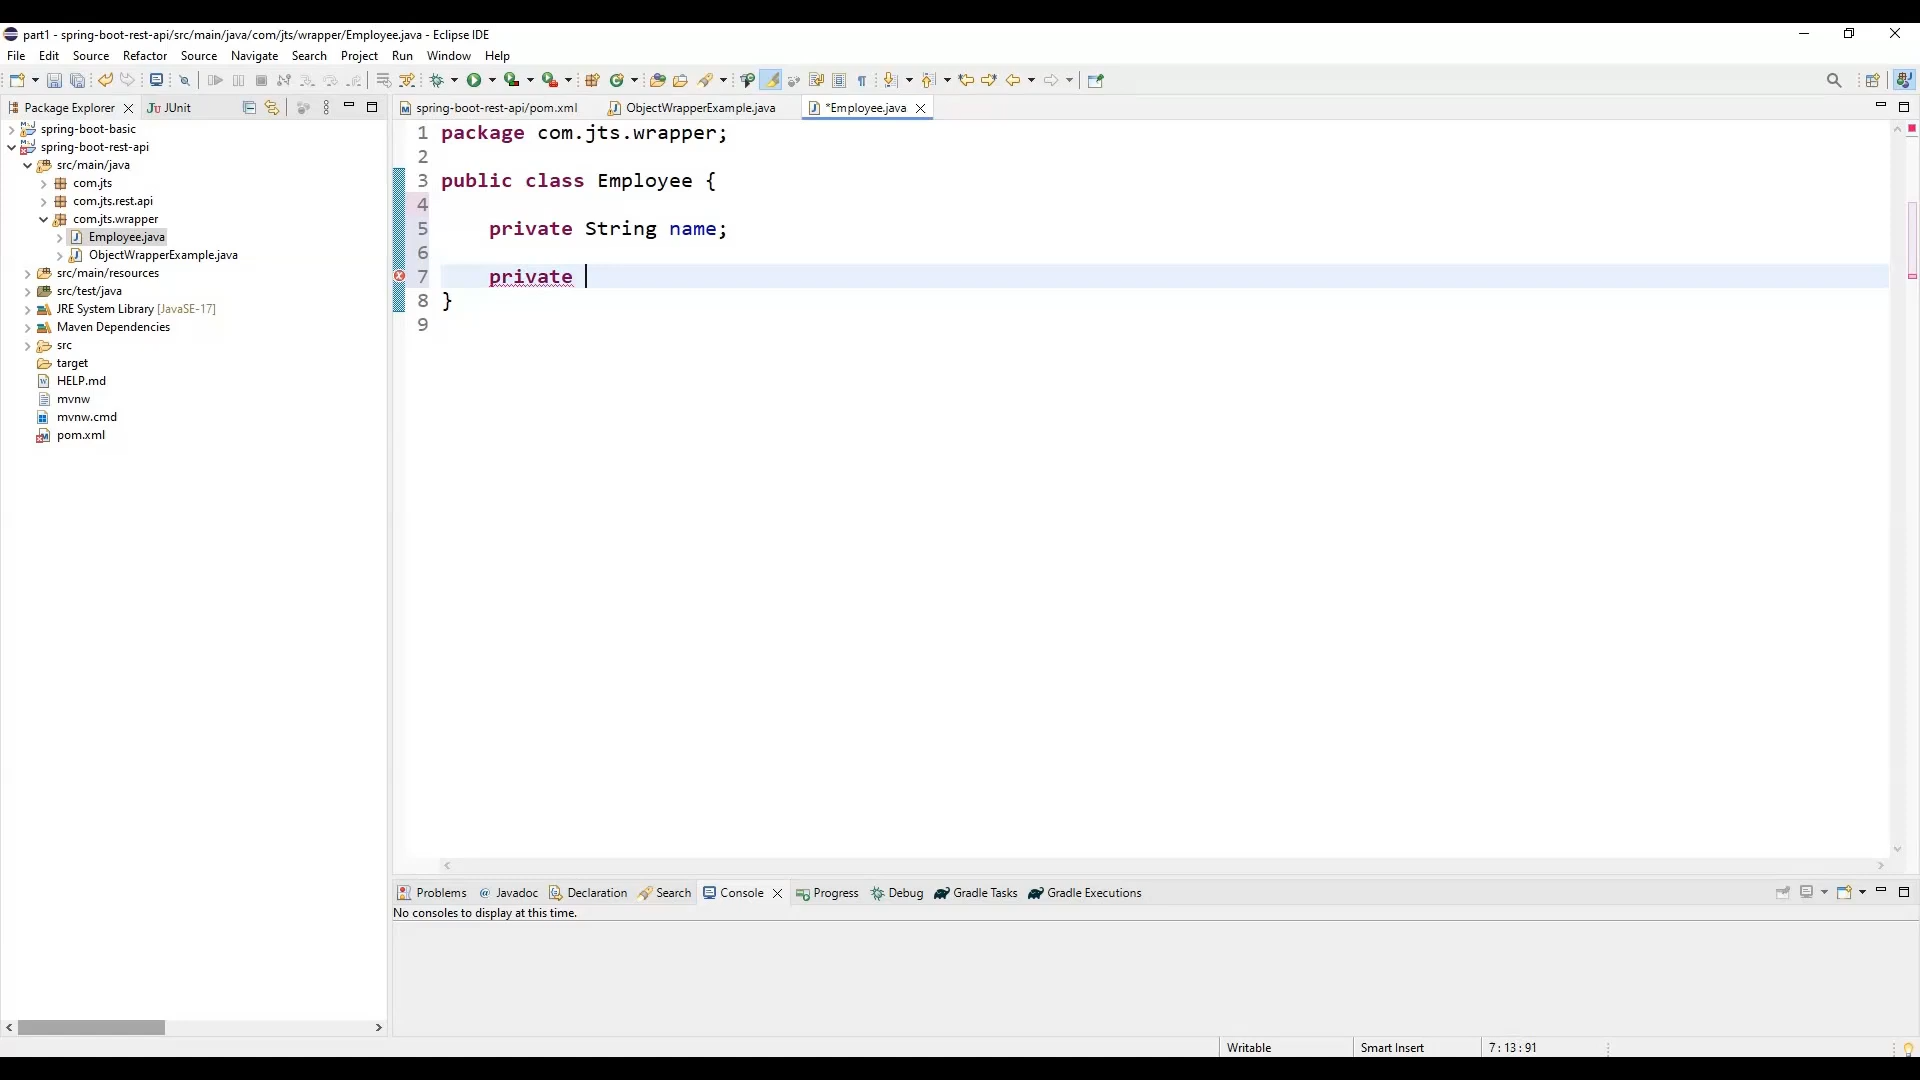 part1 - spring-boot-rest-api/src/main/java/com/jts/wrapper/Employee.java - Eclipse IDE
File Edit Source Refactor Source Navigate Search Project Run Window Help
Package Explorer JUnit
spring-boot-rest-api/pom.xml ObjectWrapperExample.java *Employee.java
spring-boot-basic
spring-boot-rest-api
src/main/java
com.jts
com.jts.rest.api
com.jts.wrapper
Employee.java
ObjectWrapperExample.java
src/main/resources
src/test/java
JRE System Library [JavaSE-17]
Maven Dependencies
src
target
HELP.md
mvnw
mvnw.cmd
pom.xml
1 package com.jts.wrapper;
2
3 public class Employee {
4
5 private String name;
6
7 private
8 }
9
Problems Javadoc Declaration Search Console Progress Debug Gradle Tasks Gradle Executions
No consoles to display at this time.
Writable Smart Insert 7 : 13 : 91